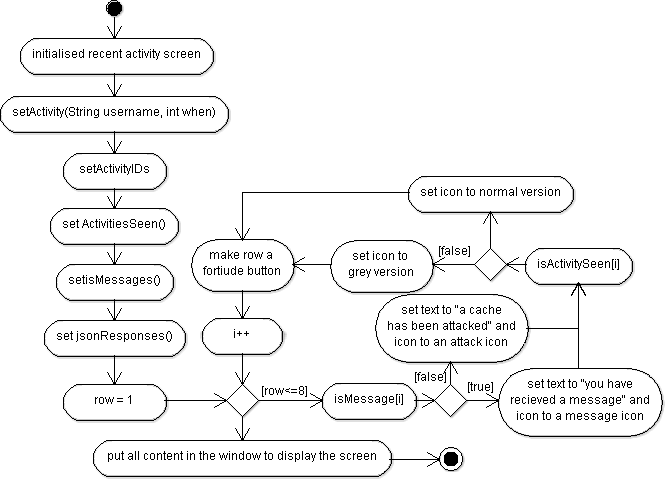 initialised recent activity screen
setActivity(String username, int when)
setActivityIDs
set ActivitiesSeen()
setisMessages()
set jsonResponses()
row = 1
set icon to normal version
[false]
make row a
fortiude button
set icon to
grey version
isActivitySeen[i]
i++
set text to "a cache
has been attacked" and
icon to an attack icon
[row<=8]
isMessage[i]
[false]
[true]
set text to "you have
recieved a message" and
icon to a message icon
put all content in the window to display the screen